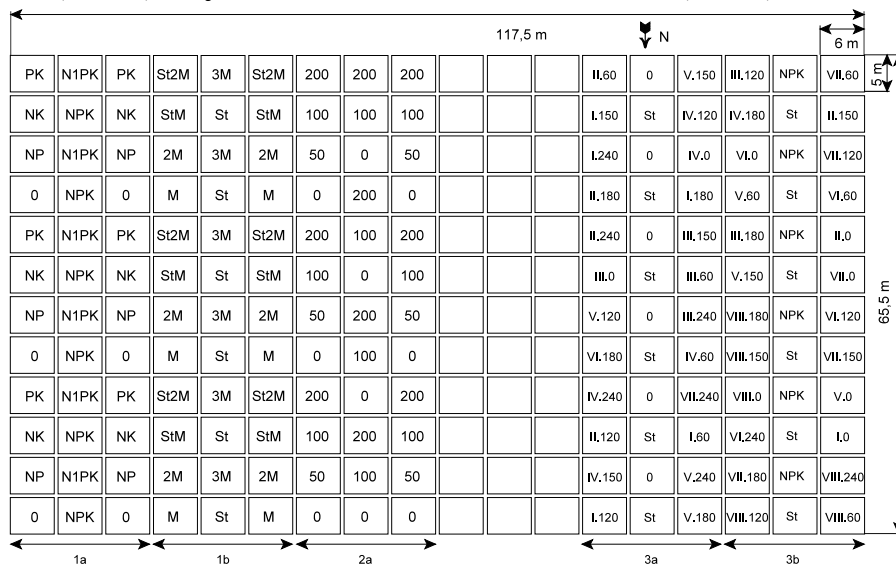 117,5 m
N
6 m
5 m
PK N1PK PK St2M 3M St2M 200 200 200 II.60 0 V.150 III.120 NPK VII.60
NK NPK NK StM St StM 100 100 100 I.150 St IV.120 IV.180 St II.150
NP N1PK NP 2M 3M 2M 50 0 50 I.240 0 IV.0 VI.0 NPK VII.120
0 NPK 0 M St M 0 200 0 II.180 St I.180 V.60 St VI.60
PK N1PK PK St2M 3M St2M 200 100 200 II.240 0 III.150 III.180 NPK II.0
NK NPK NK StM St StM 100 0 100 III.0 St III.60 V.150 St VII.0
65,5 m
NP N1PK NP 2M 3M 2M 50 200 50 V.120 0 III.240 VIII.180 NPK VI.120
0 NPK 0 M St M 0 100 0 VI.180 St IV.60 VIII.150 St VII.150
PK N1PK PK St2M 3M St2M 200 0 200 IV.240 0 VII.240 VIII.0 NPK V.0
NK NPK NK StM St StM 100 200 100 II.120 St I.60 VI.240 St I.0
NP N1PK NP 2M 3M 2M 50 100 50 IV.150 0 V.240 VII.180 NPK VIII.240
0 NPK 0 M St M 0 0 0 I.120 St V.180 VIII.120 St VIII.60
1a 1b 2a 3a 3b